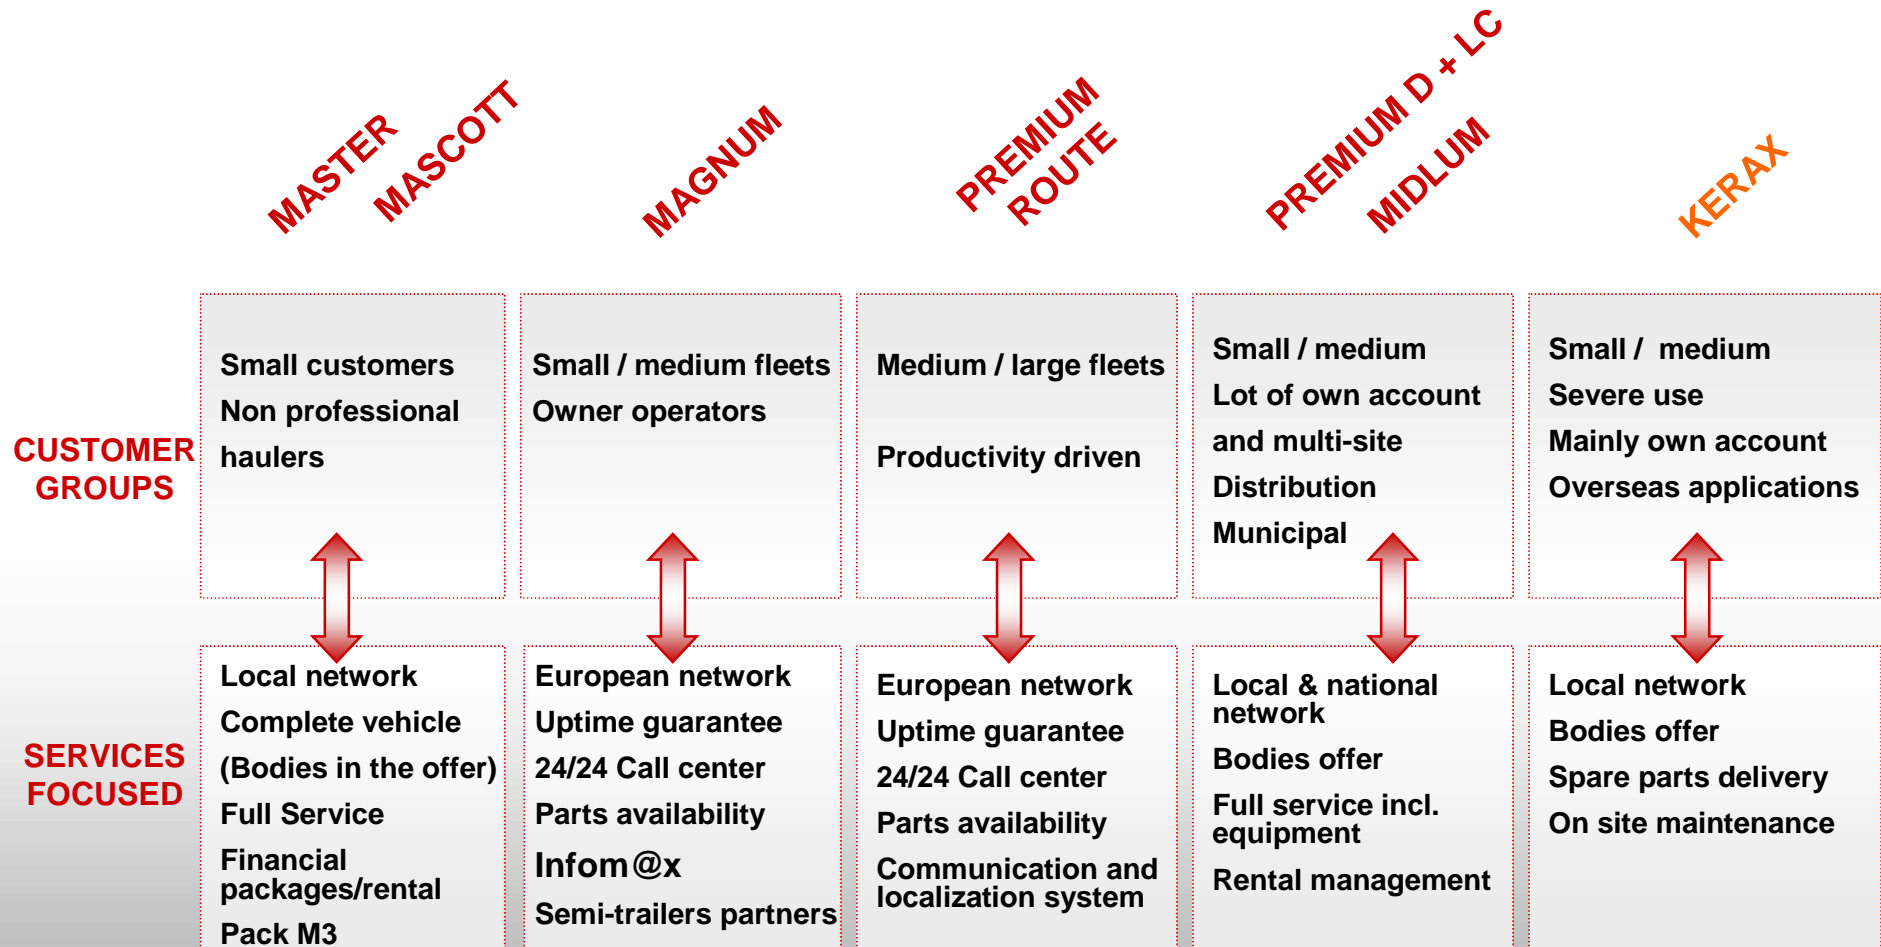 MASTER
MASCOTT
MAGNUM
PREMIUM
ROUTE
PREMIUM D + LC
MIDLUM
KERAX
CUSTOMER
GROUPS
Small customers
Non professional
haulers
Small / medium fleets
Owner operators
Medium / large fleets
Productivity driven
Small / medium
Lot of own account
and multi-site
Distribution
Municipal
Small / medium
Severe use
Mainly own account
Overseas applications
SERVICES
FOCUSED
Local network
Complete vehicle
(Bodies in the offer)
Full Service
Financial
packages/rental
Pack M3
European network
Uptime guarantee
24/24 Call center
Parts availability
Infom@x
Semi-trailers partners
European network
Uptime guarantee
24/24 Call center
Parts availability
Communication and
localization system
Local & national
network
Bodies offer
Full service incl.
equipment
Rental management
Local network
Bodies offer
Spare parts delivery
On site maintenance